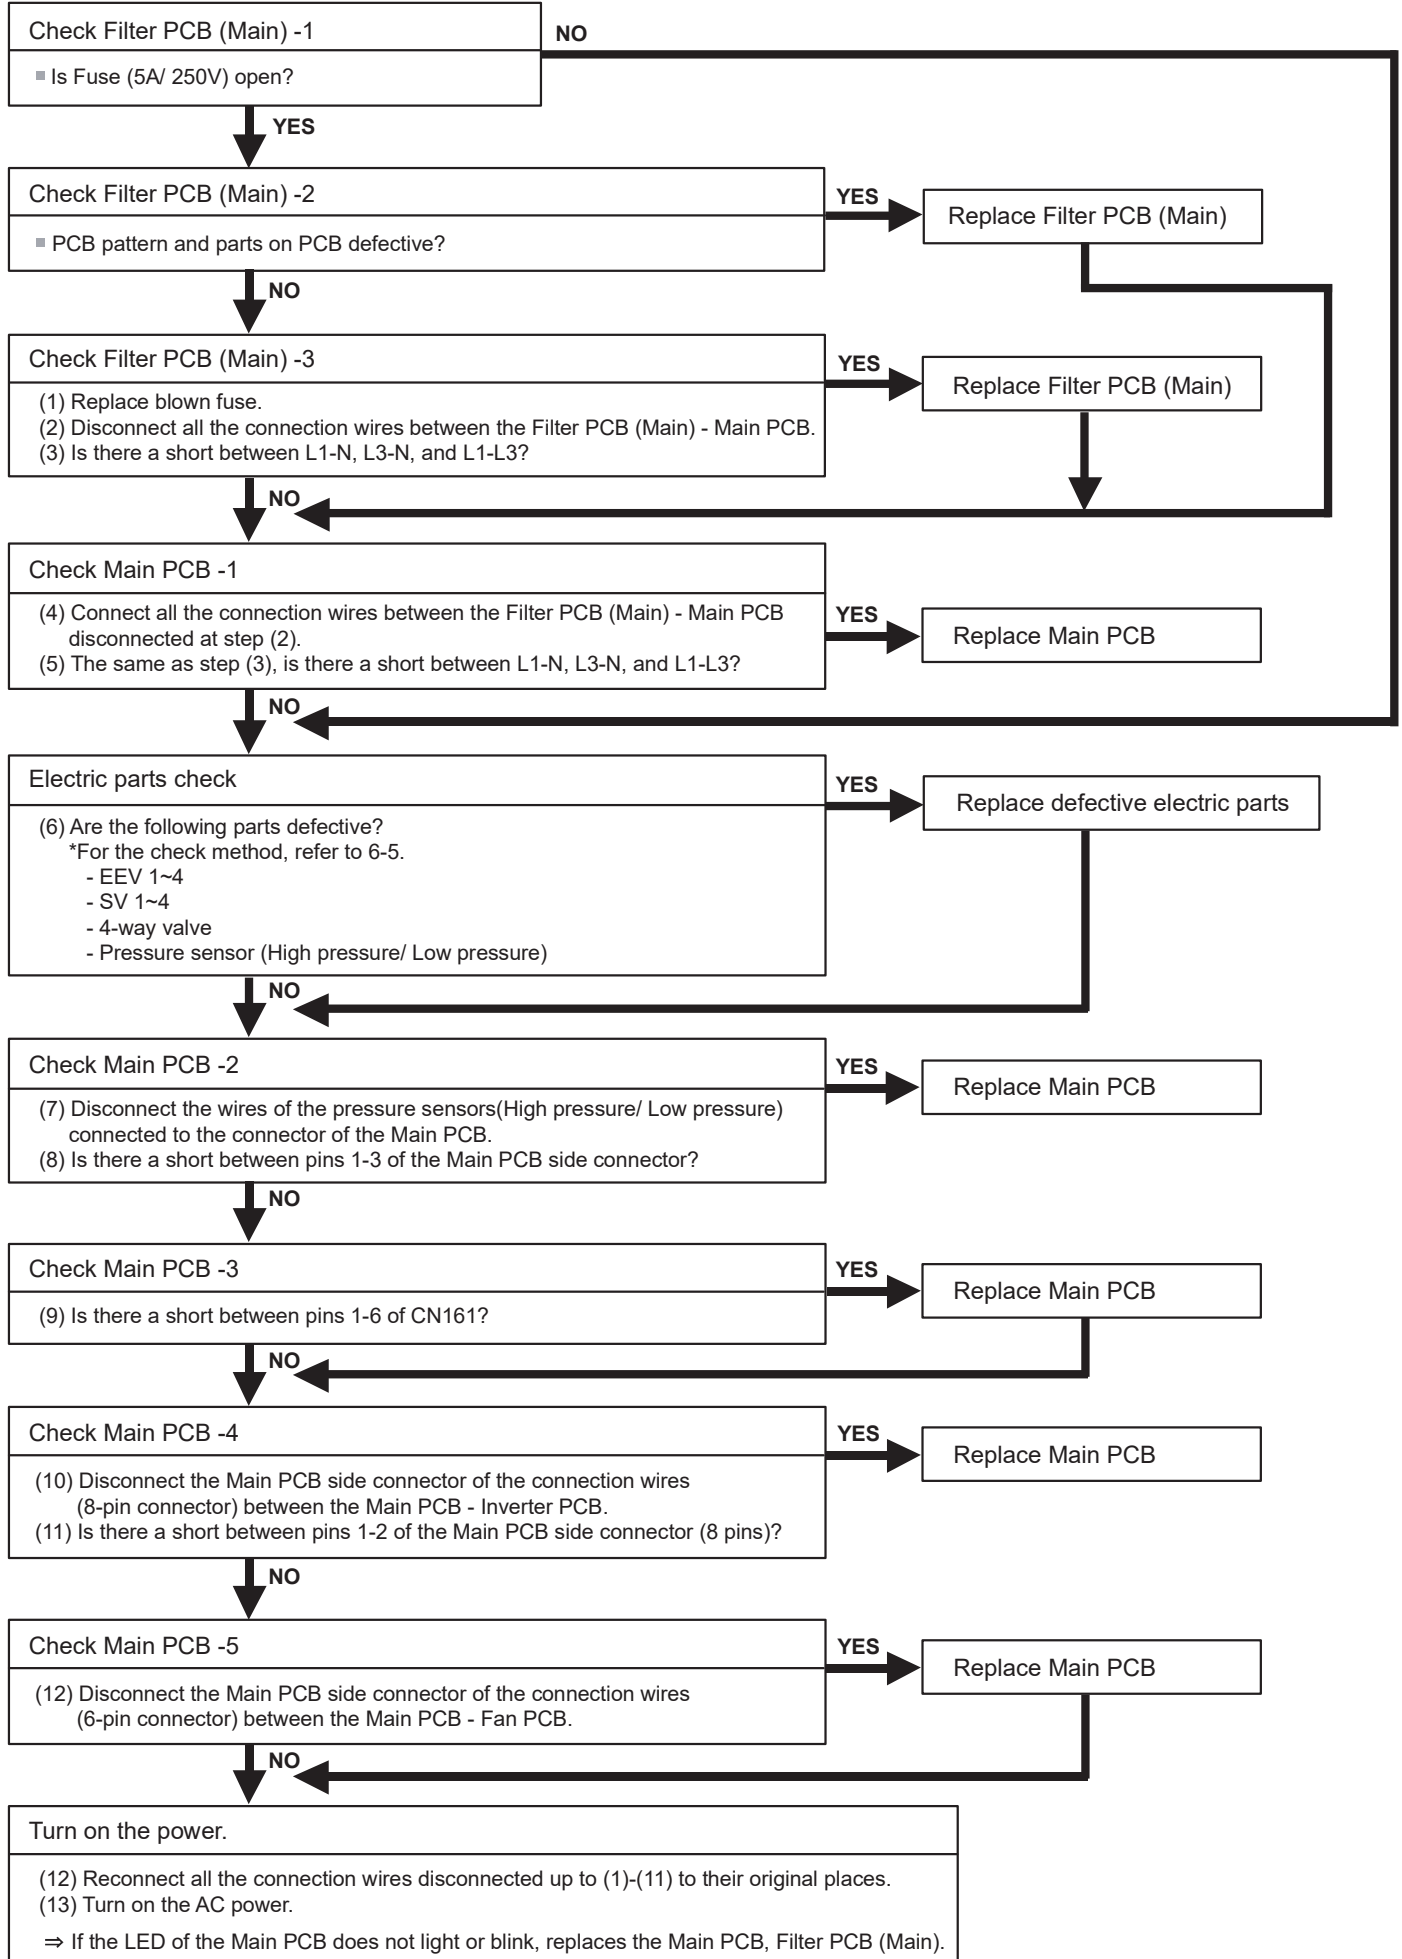 Check Filter PCB (Main) -1
NO
Is Fuse (5A/ 250V) open?
YES
Check Filter PCB (Main) -2
YES
Replace Filter PCB (Main)
PCB pattern and parts on PCB defective?
NO
Check Filter PCB (Main) -3
YES
Replace Filter PCB (Main)
(1) Replace blown fuse.
(2) Disconnect all the connection wires between the Filter PCB (Main) - Main PCB.
(3) Is there a short between L1-N, L3-N, and L1-L3?
NO
Check Main PCB -1
(4) Connect all the connection wires between the Filter PCB (Main) - Main PCB
disconnected at step (2).
YES
Replace Main PCB
(5) The same as step (3), is there a short between L1-N, L3-N, and L1-L3?
NO
Electric parts check
YES
Replace defective electric parts
(6) Are the following parts defective?
*For the check method, refer to 6-5.
- EEV 1~4
- SV 1~4
- 4-way valve
- Pressure sensor (High pressure/ Low pressure)
NO
Check Main PCB -2
YES
Replace Main PCB
(7) Disconnect the wires of the pressure sensors(High pressure/ Low pressure)
connected to the connector of the Main PCB.
(8) Is there a short between pins 1-3 of the Main PCB side connector?
NO
Check Main PCB -3
YES
Replace Main PCB
(9) Is there a short between pins 1-6 of CN161?
NO
Check Main PCB -4
YES
Replace Main PCB
(10) Disconnect the Main PCB side connector of the connection wires
(8-pin connector) between the Main PCB - Inverter PCB.
(11) Is there a short between pins 1-2 of the Main PCB side connector (8 pins)?
NO
Check Main PCB -5
YES
Replace Main PCB
(12) Disconnect the Main PCB side connector of the connection wires
(6-pin connector) between the Main PCB - Fan PCB.
NO
Turn on the power.
(12) Reconnect all the connection wires disconnected up to (1)-(11) to their original places.
(13) Turn on the AC power.
⇒ If the LED of the Main PCB does not light or blink, replaces the Main PCB, Filter PCB (Main).